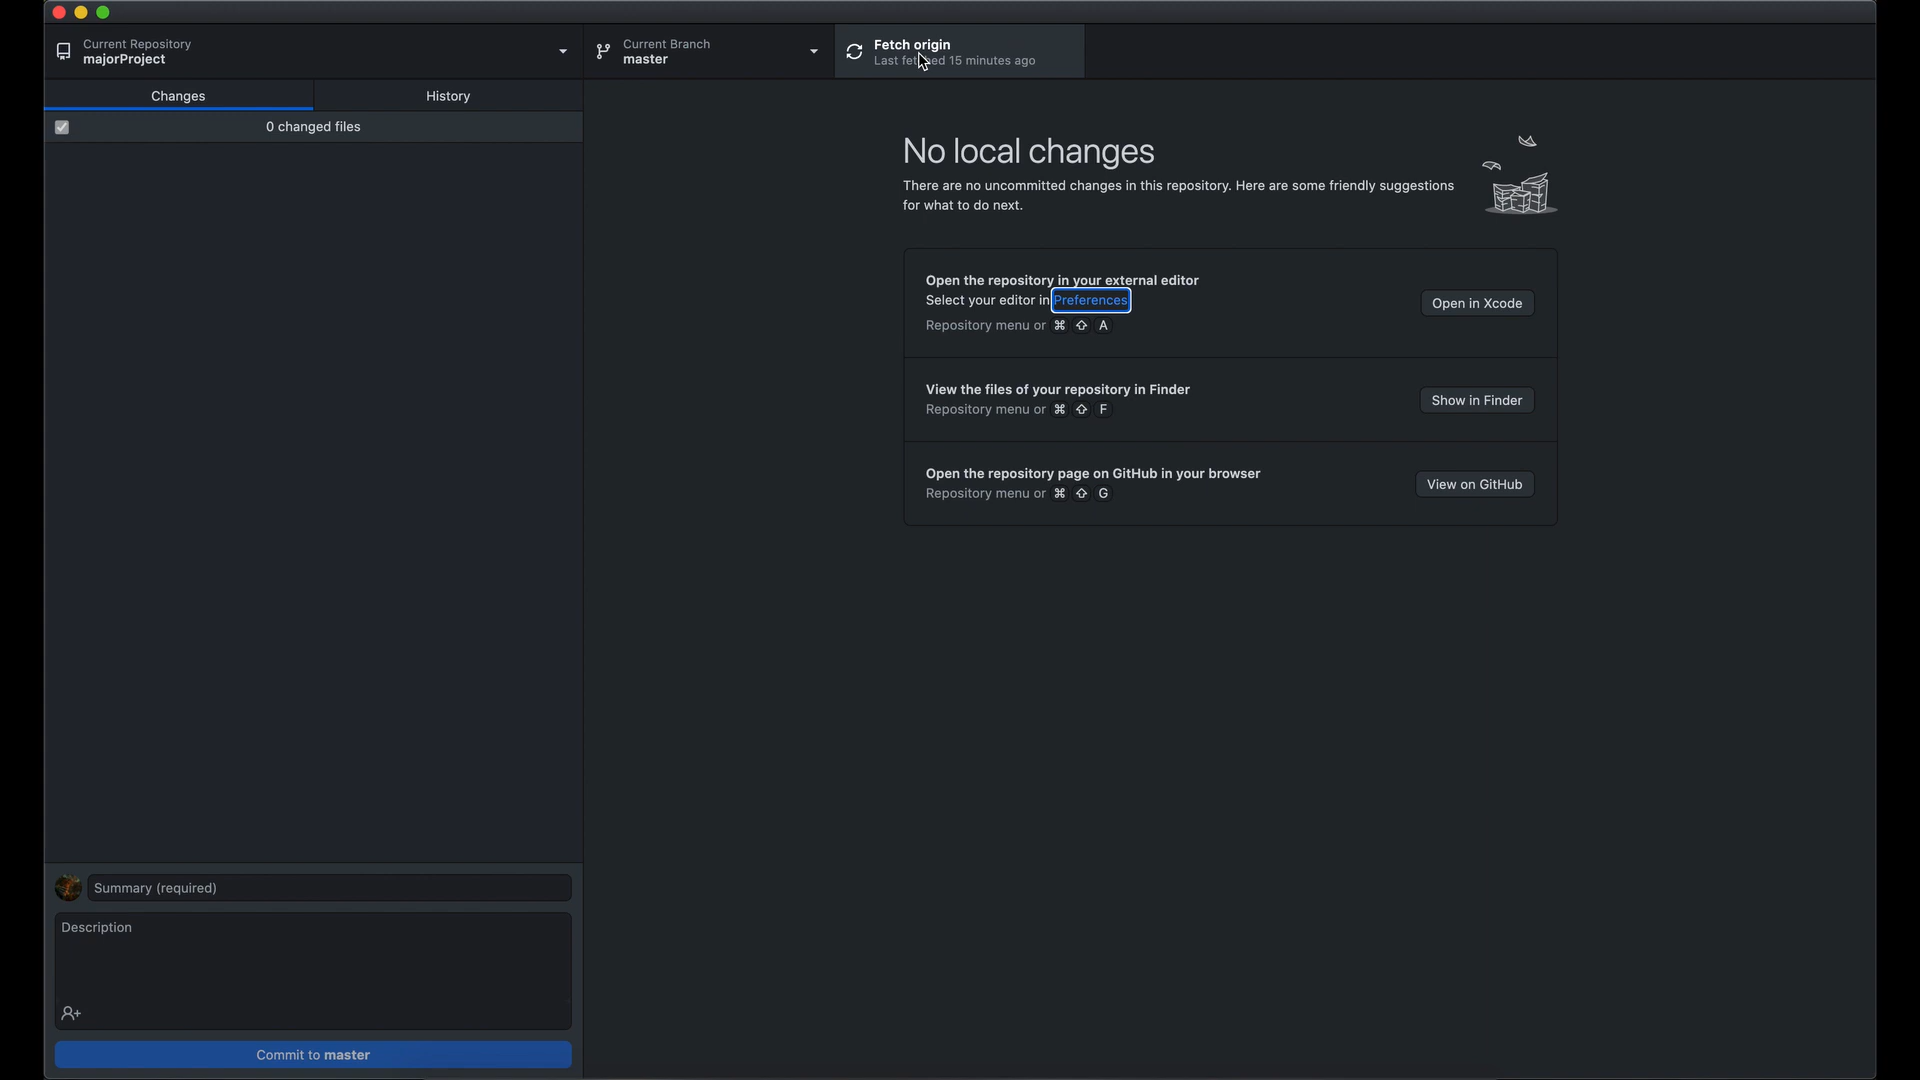 Current Repository
majorProject
Current Branch
master
Fetch origin
Last fetched 15 minutes ago
Changes
History
0 changed files
No local changes
There are no uncommitted changes in this repository. Here are some friendly suggestions
for what to do next.
Open the repository in your external editor
Select your editor in Preferences
Repository menu or ⌘ ⇧ A
Open in Xcode
View the files of your repository in Finder
Repository menu or ⌘ ⇧ F
Show in Finder
Open the repository page on GitHub in your browser
Repository menu or ⌘ ⇧ G
View on GitHub
Summary (required)
Description
Commit to master